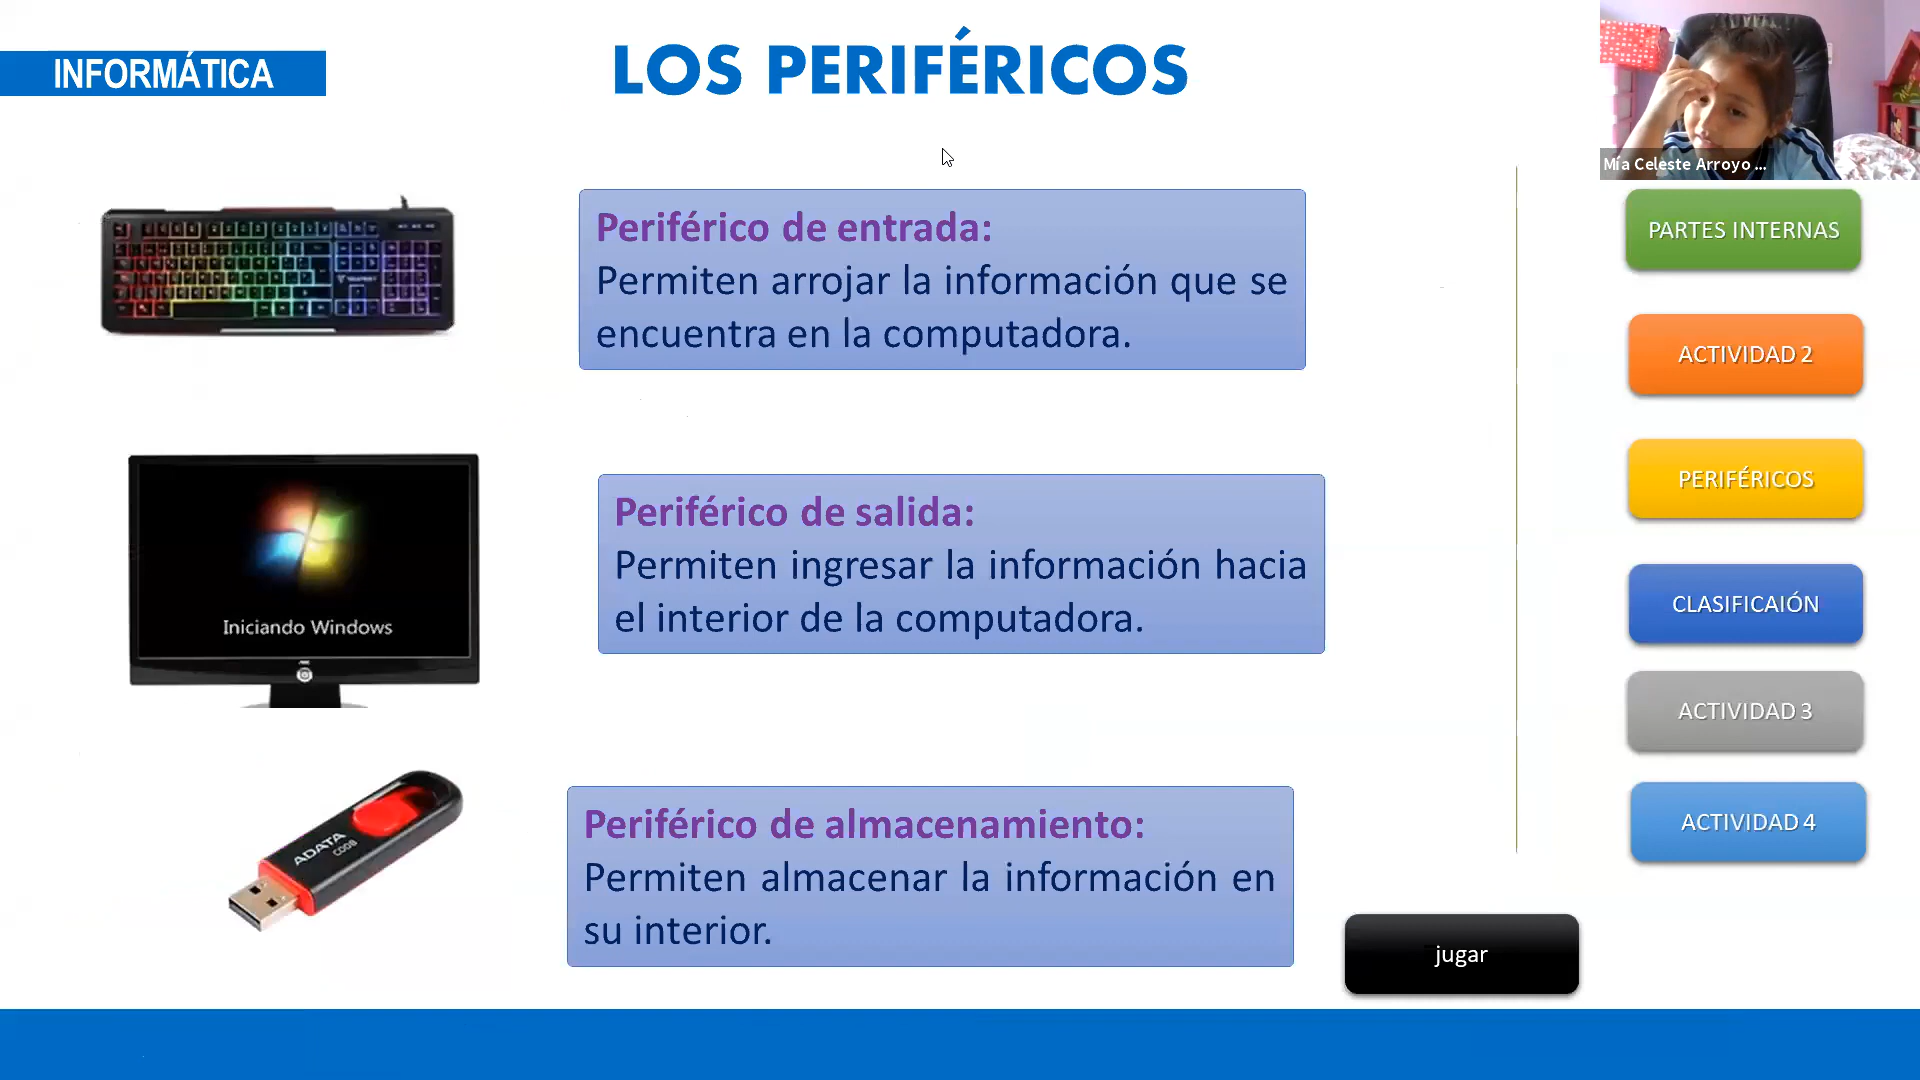 INFORMÁTICA
LOS PERIFÉRICOS
Mía Celeste Arroyo ...
Periférico de entrada:
Permiten arrojar la información que se
encuentra en la computadora.
Iniciando Windows
Periférico de salida:
Permiten ingresar la información hacia
el interior de la computadora.
ADATA
C008
Periférico de almacenamiento:
Permiten almacenar la información en
su interior.
PARTES INTERNAS
ACTIVIDAD 2
PERIFÉRICOS
CLASIFICAIÓN
ACTIVIDAD 3
ACTIVIDAD 4
jugar